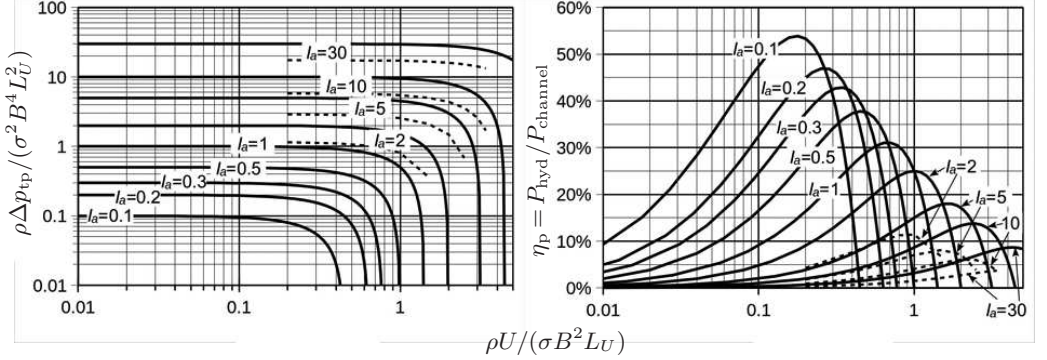 ρΔp_tp/(σ²B⁴L_U²)
100
10
1
0.1
0.01
l_a=30
l_a=10
l_a=5
l_a=2
l_a=1
l_a=0.5
l_a=0.3
l_a=0.2
l_a=0.1
0.01 0.1 1
η_p = P_hyd/P_channel
60%
50%
40%
30%
20%
10%
0%
l_a=0.1
l_a=0.2
l_a=0.3
l_a=0.5
l_a=1
l_a=2
l_a=5
10
l_a=30
0.01 0.1 1
ρU/(σB²L_U)